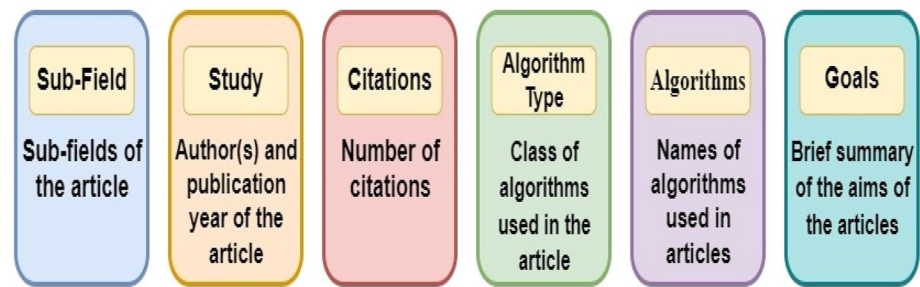 Sub-Field
Sub-fields of
the article
Study
Author(s) and
publication
year of the
article
Citations
Number of
citations
Algorithm
Type
Class of
algorithms
used in the
article
Algorithms
Names of
algorithms
used in
articles
Goals
Brief summary
of the aims of
the articles